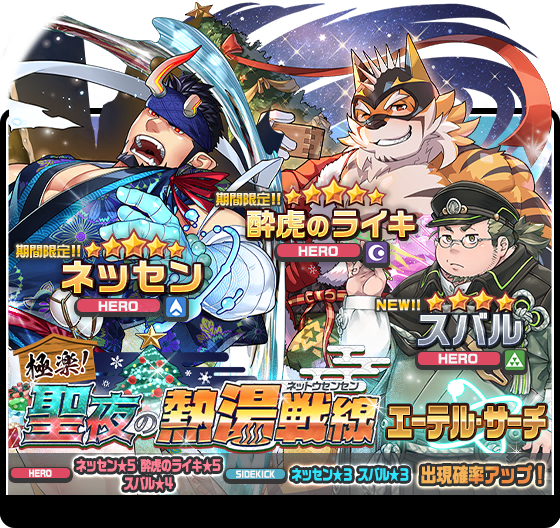 期間限定!! ★★★★★
酔虎のライキ
HERO
期間限定!! ★★★★★
ネッセン
HERO
NEW!! ★★★★
スバル
HERO
極楽!
ネットウセンセン
聖夜の熱湯戦線 エーテル・サーチ
HERO ネッセン★5 酔虎のライキ★5 スバル★4 SIDEKICK ネッセン★3 スバル★3 出現確率アップ!